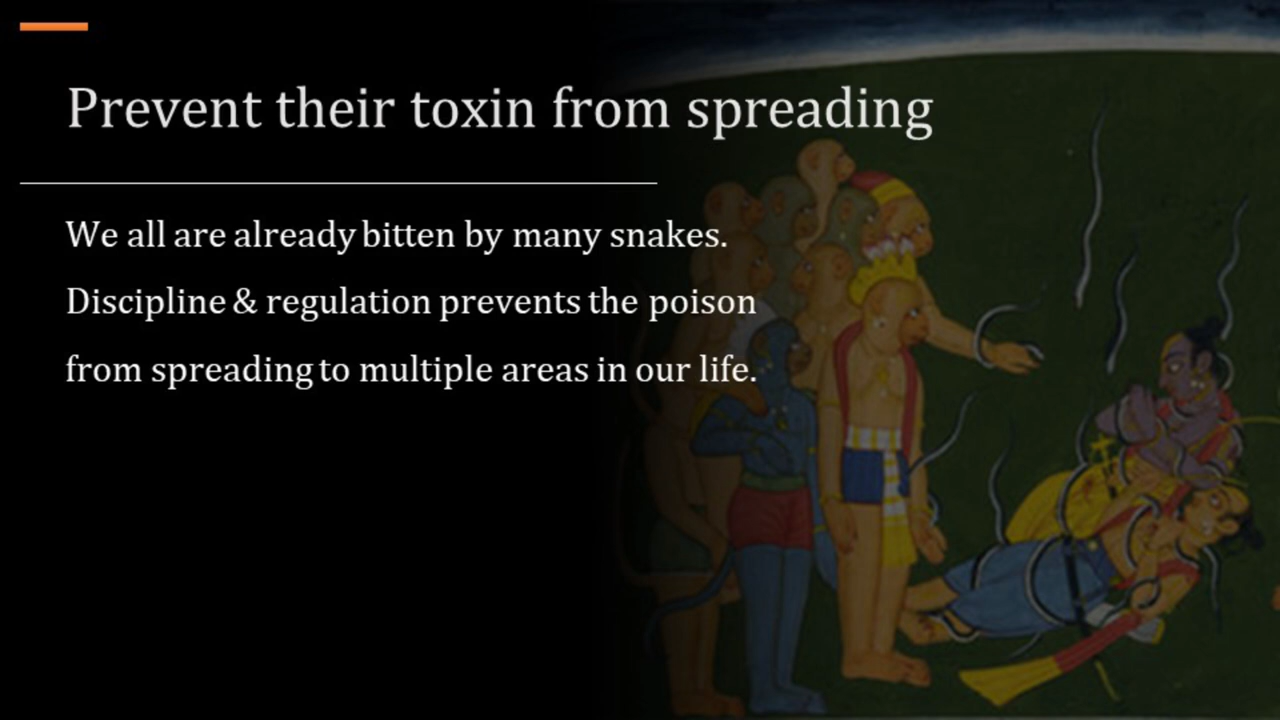 Prevent their toxin from spreading
We all are already bitten by many snakes.
Discipline & regulation prevents the poison
from spreading to multiple areas in our life.